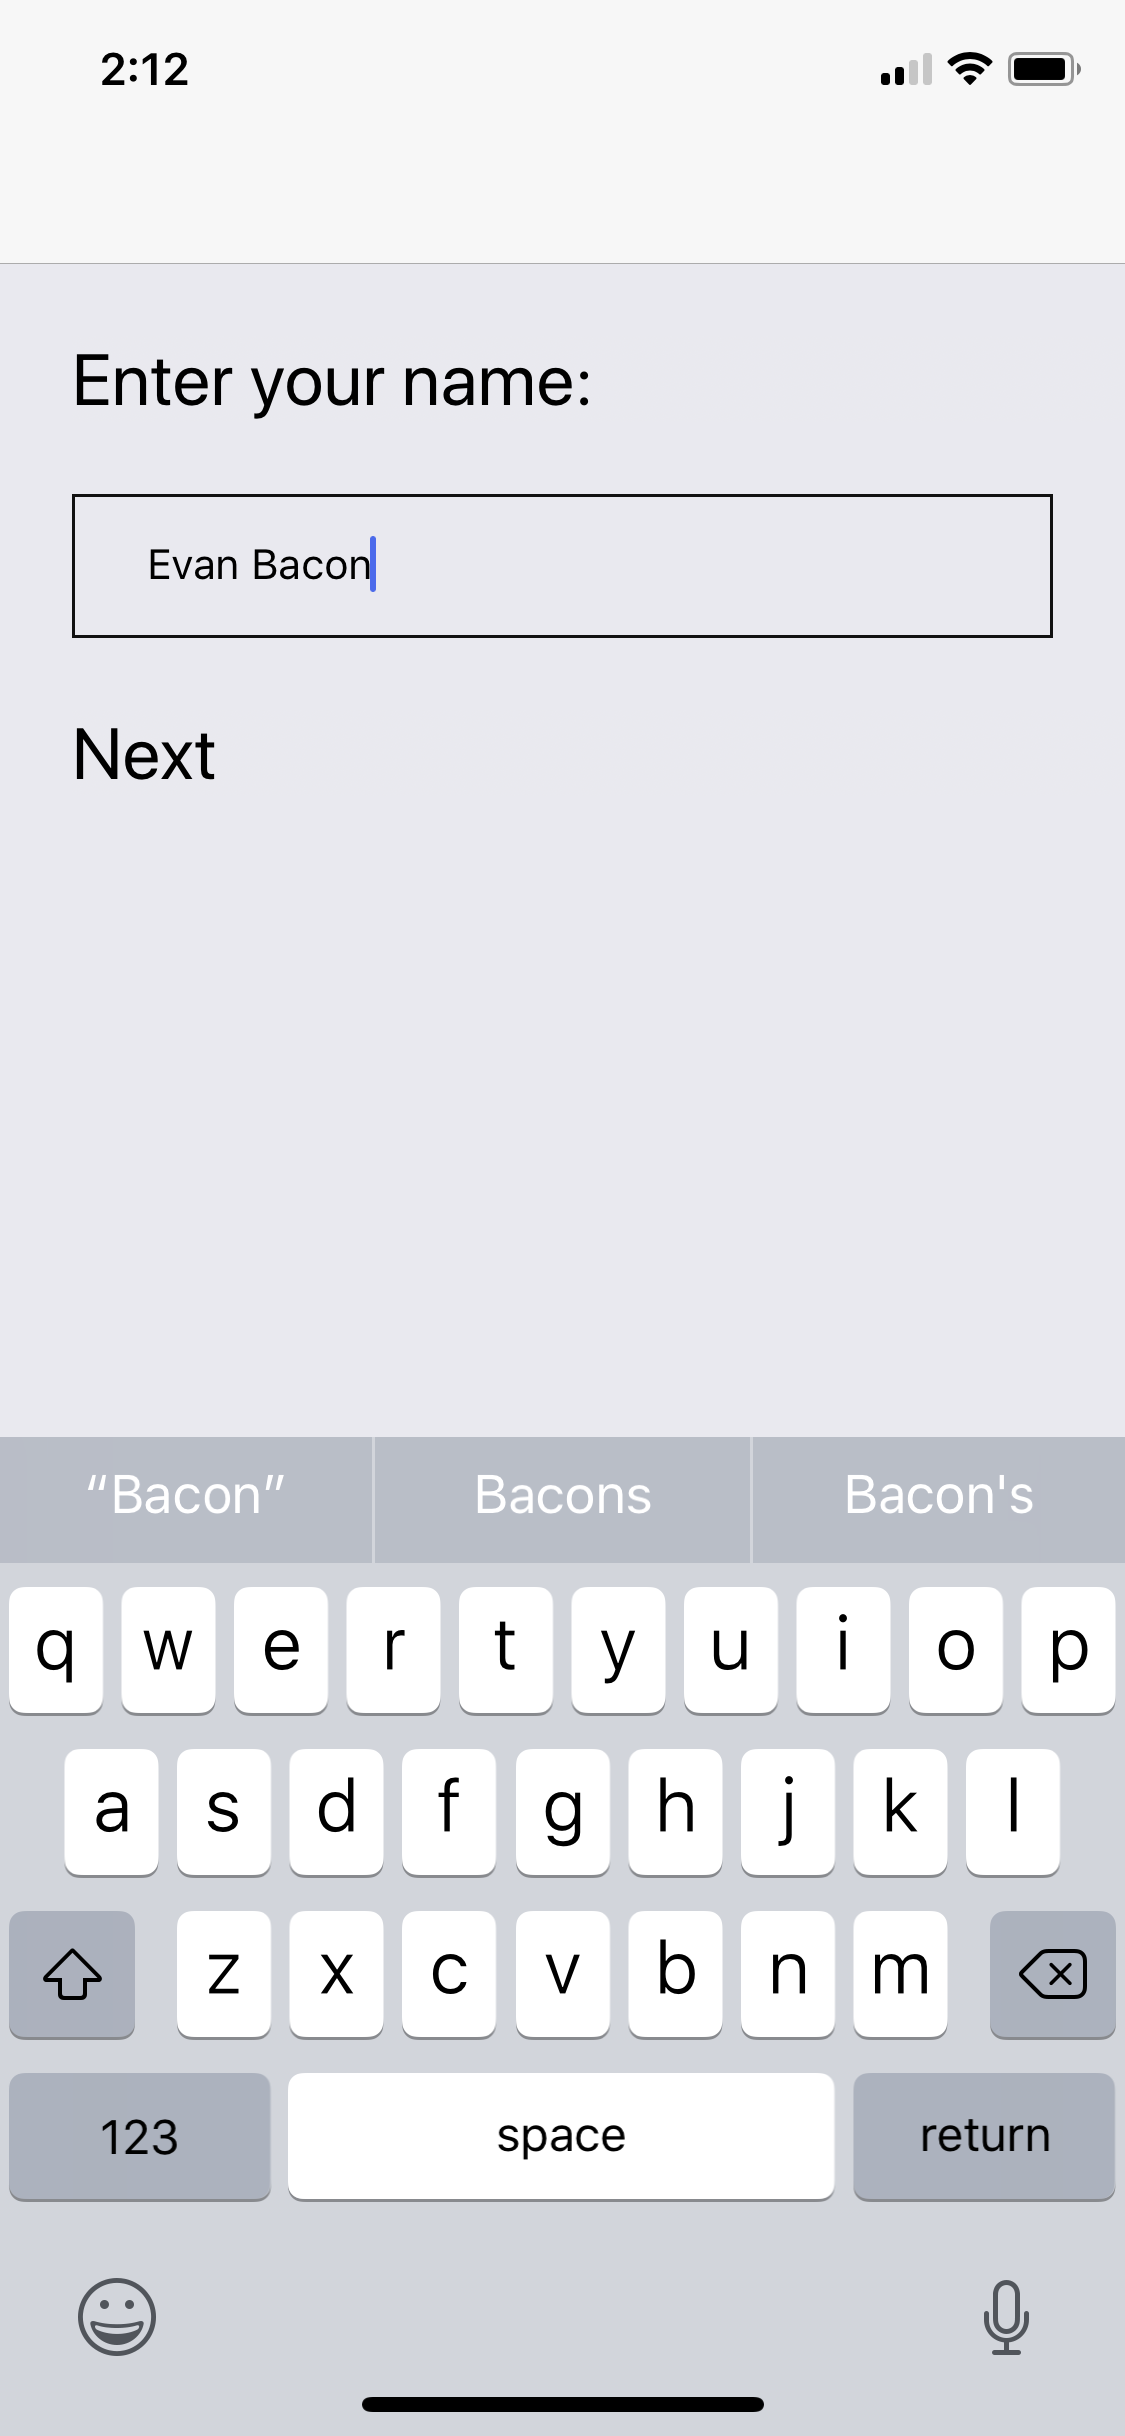 2:12
Enter your name:
Evan Bacon
Next
“Bacon” Bacons Bacon's
q w e r t y u i o p
a s d f g h j k l
z x c v b n m
123 space return